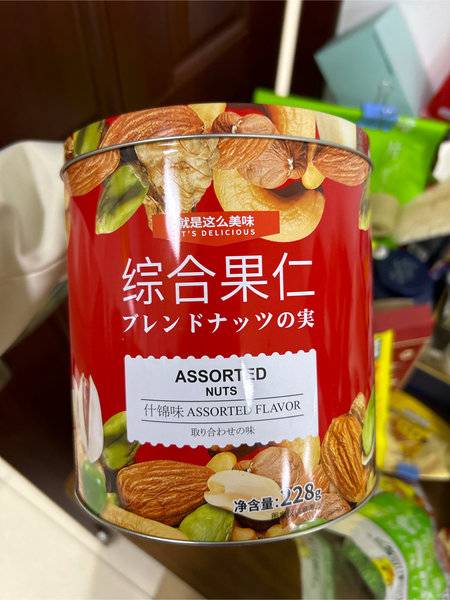 就是这么美味
IT'S DELICIOUS
综合果仁
ブレンドナッツの実
ASSORTED
NUTS
什锦味 ASSORTED FLAVOR
取り合わせの味
净含量:228g